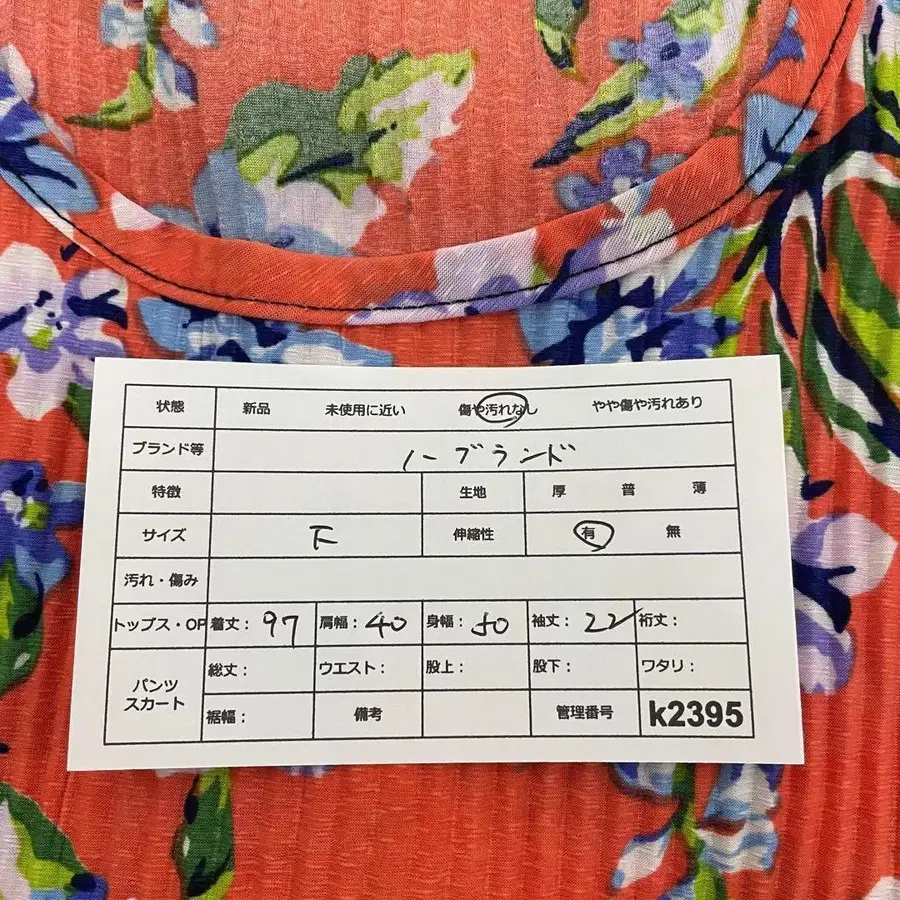 状態 新品 未使用に近い 傷や汚れなし やや傷や汚れあり
ブランド等 ノーブランド
特徴 生地 厚 普 薄
サイズ F 伸縮性 有 無
汚れ・傷み
トップス・OP 着丈: 97 肩幅: 40 身幅: 50 袖丈: 22 裄丈:
パンツ スカート 総丈: ウエスト: 股上: 股下: ワタリ:
裾幅: 備考 管理番号 k2395